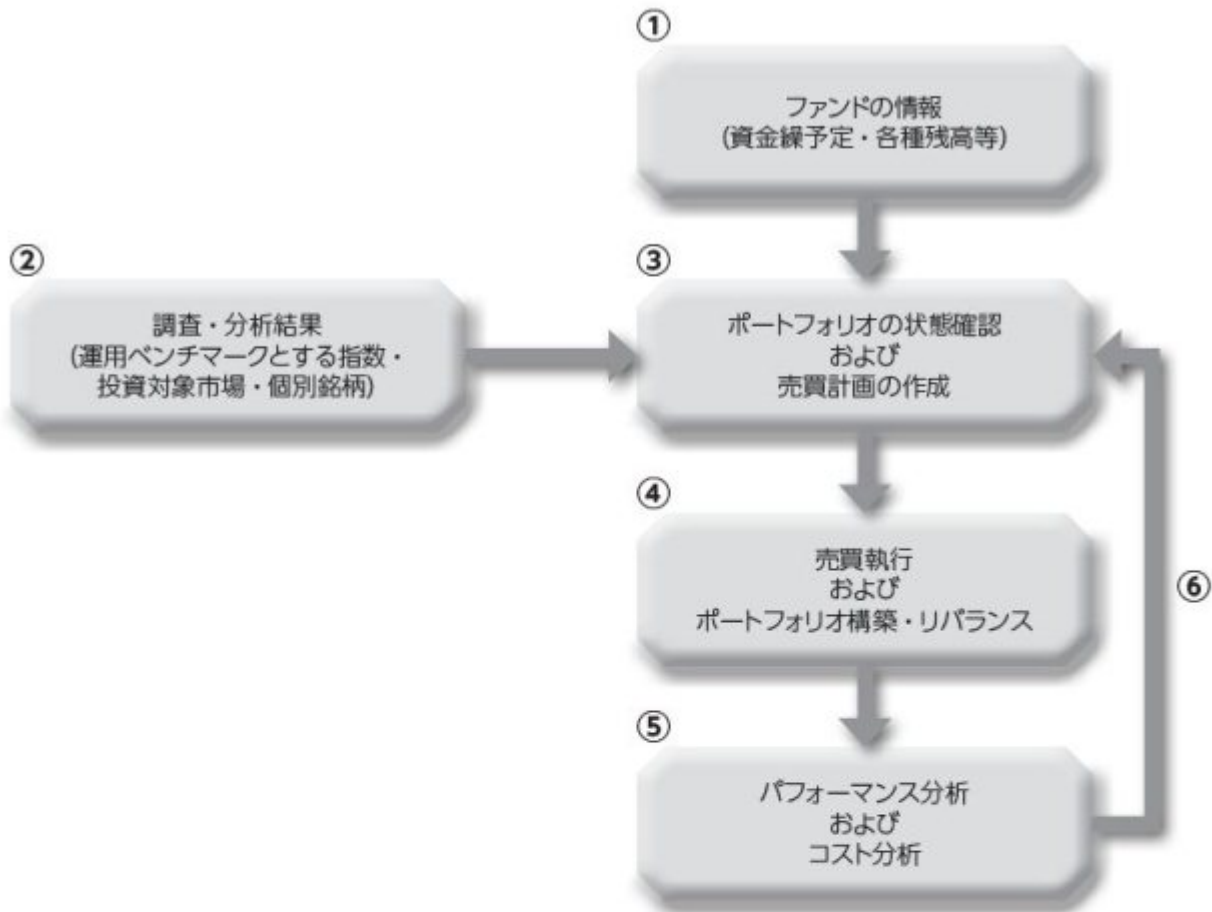 ①
ファンドの情報
(資金繰予定・各種残高等)
②
調査・分析結果
(運用ベンチマークとする指数・
投資対象市場・個別銘柄)
③
ポートフォリオの状態確認
および
売買計画の作成
④
売買執行
および
ポートフォリオ構築・リバランス
⑤
パフォーマンス分析
および
コスト分析
⑥